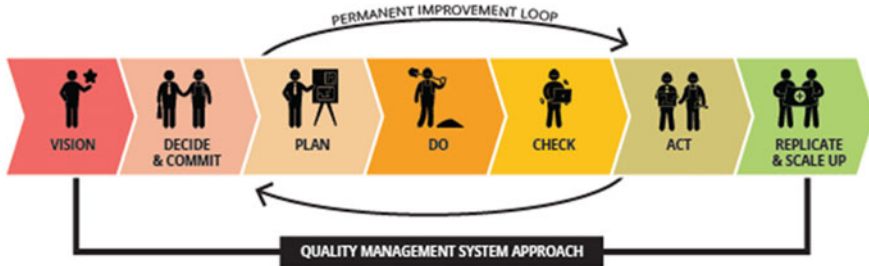 PERMANENT IMPROVEMENT LOOP
VISION
DECIDE
& COMMIT
PLAN
DO
CHECK
ACT
REPLICATE
& SCALE UP
QUALITY MANAGEMENT SYSTEM APPROACH